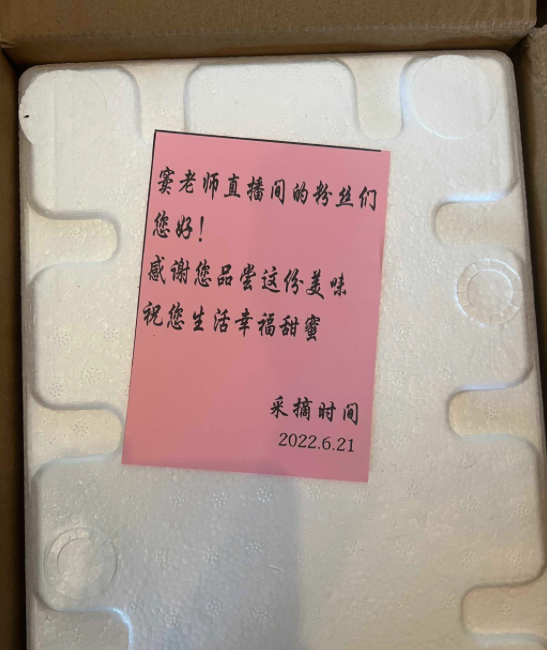 窦老师直播间的粉丝们
您好!
感谢您品尝这份美味
祝您生活幸福甜蜜
采摘时间
2022.6.21